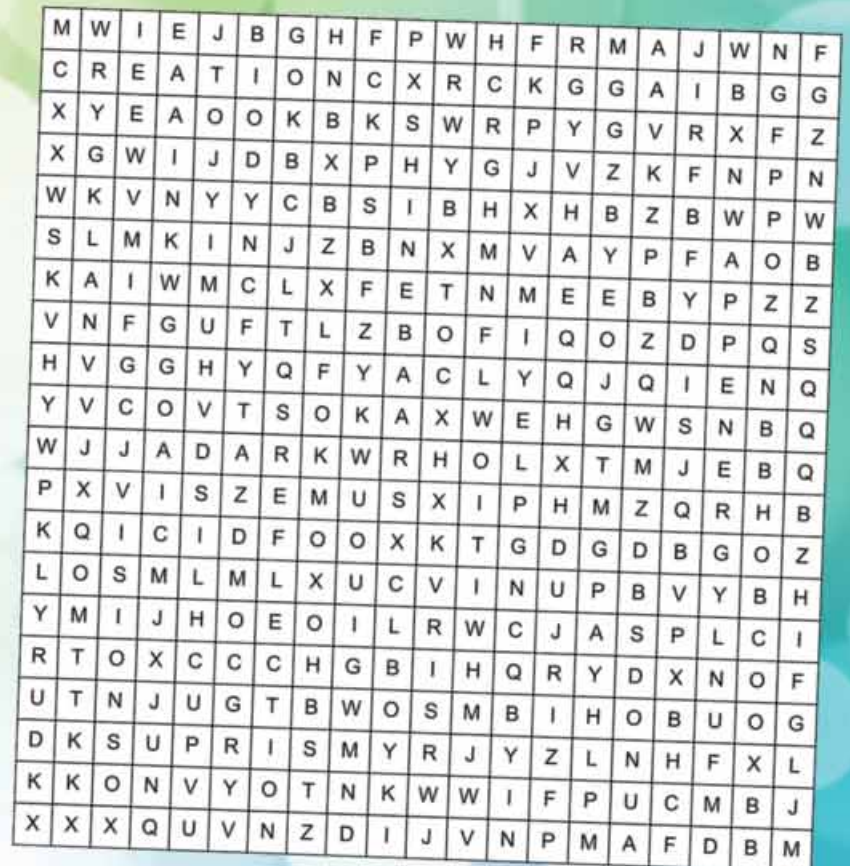 M W I E J B G H F P W H F R M A J W N F
C R E A T I O N C X R C K G G A I B G G
X Y E A O O K B K S W R P Y G V R X F Z
X G W I J D B X P H Y G J V Z K F N P N
W K V N Y Y C B S I B H X H B Z B W P W
S L M K I N J Z B N X M V A Y P F A O B
K A I W M C L X F E T N M E E B Y P Z Z
V N F G U F T L Z B O F I Q O Z D P Q S
H V G G H Y Q F Y A C L Y Q J Q I E N Q
Y V C O V T S O K A X W E H G W S N B Q
W J J A D A R K W R H O L X T M J E B Q
P X V I S Z E M U S X I P H M Z Q R H B
K Q I C I D F O O X K T G D G D B G O Z
L O S M L M L X U C V I N U P B V Y B H
Y M I J H O E O I L R W C J A S P L C I
R T O X C C C H G B I H Q R Y D X N O F
U T N J U G T B W O S M B I H O B U O G
D K S U P R I S M Y R J Y Z L N H F X L
K K O N V Y O T N K W W I F P U C M B J
X X X Q U V N Z D I J V N P M A F D B M